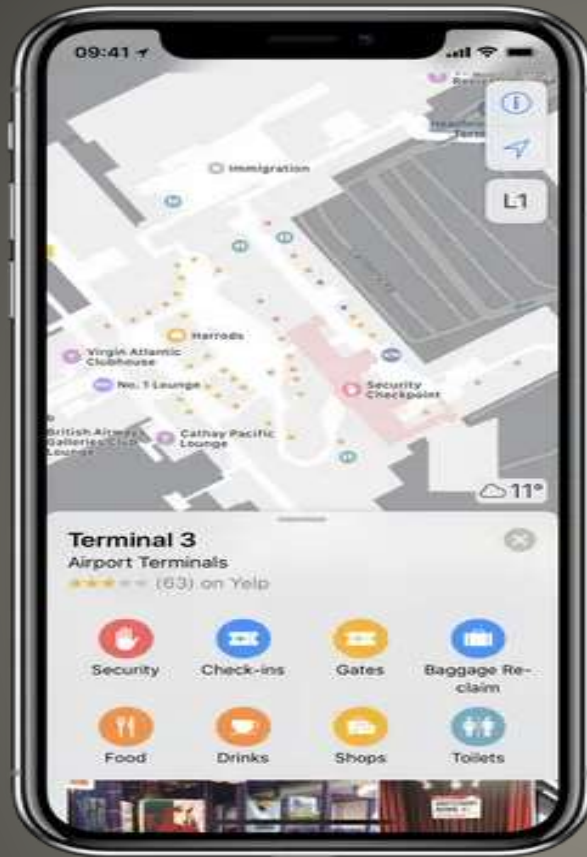 09:41
Immigration
L1
Harrods
Virgin Atlantic
Clubhouse
No. 1 Lounge
Security
Checkpoint
British Airways
Galleries Club
Lounge
Cathay Pacific
Lounge
11°
Terminal 3
Airport Terminals
(63) on Yelp
Security
Check-ins
Gates
Baggage Re-
claim
Food
Drinks
Shops
Toilets